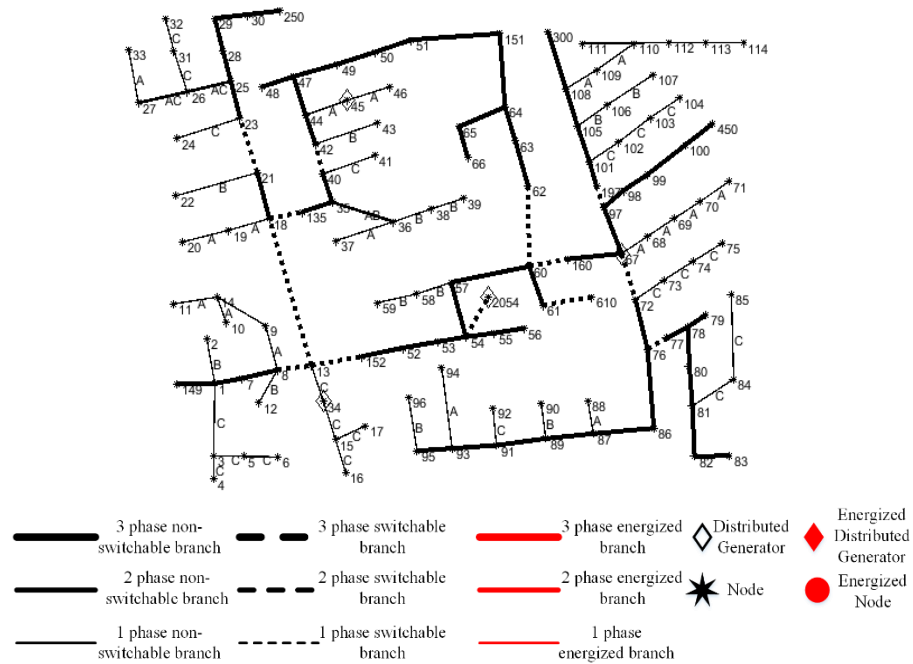 32 29 30 250
33 C 31 28 51 151 300
C 50 111 110 112 113 114
A 25 47 49 A
AC AC 48 46 109 107
27 26 45 A 108 B
44 A 64 106 104
23 43 65 105 B C
24 C 42 B 63 103 450
C 102
41 66 C 100
21 40 C 101
22 B 62 197 99
98 71
35 39 97 A
20 A 19 A 18 135 AB B 38 70
37 A 36 B A 69
67 A 68 75
60 160 C
57 C 74
11 A 14 58 B 2054 61 610 72 C 73 85
A 59 B
2 10 9 79
A 54 55 56 78 C
B 53 77
8 13 152 52 76 80
149 1 7 C 94 84
B 12 34 96 92 90 88 C
C C 17 B A C B A 81
3 C 5 C 6 15 C 86
C C 95 93 91 89 87
4 16 82 83
3 phase non-
switchable branch
3 phase switchable
branch
3 phase energized
branch
Distributed
Generator
Energized
Distributed
Generator
2 phase non-
switchable branch
2 phase switchable
branch
2 phase energized
branch
Node
Energized
Node
1 phase non-
switchable branch
1 phase switchable
branch
1 phase
energized branch